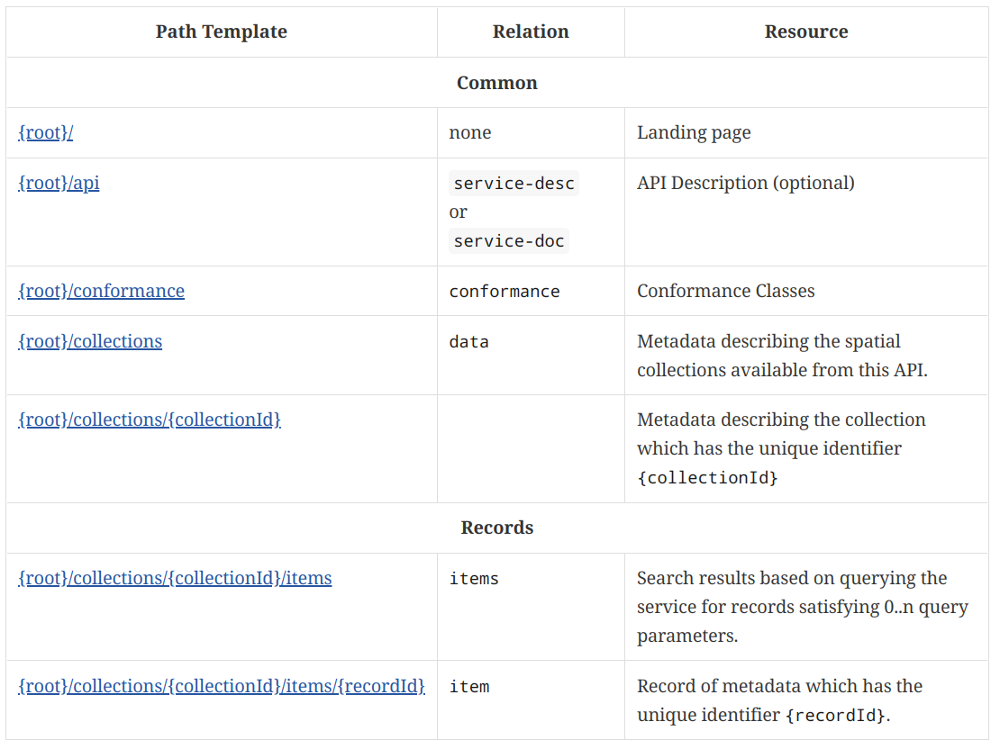 Path Template Relation Resource
Common
{root}/ none Landing page
{root}/api service-desc API Description (optional)
or
service-doc
{root}/conformance conformance Conformance Classes
{root}/collections data Metadata describing the spatial
collections available from this API.
{root}/collections/{collectionId} Metadata describing the collection
which has the unique identifier
{collectionId}
Records
{root}/collections/{collectionId}/items items Search results based on querying the
service for records satisfying 0..n query
parameters.
{root}/collections/{collectionId}/items/{recordId} item Record of metadata which has the
unique identifier {recordId}.